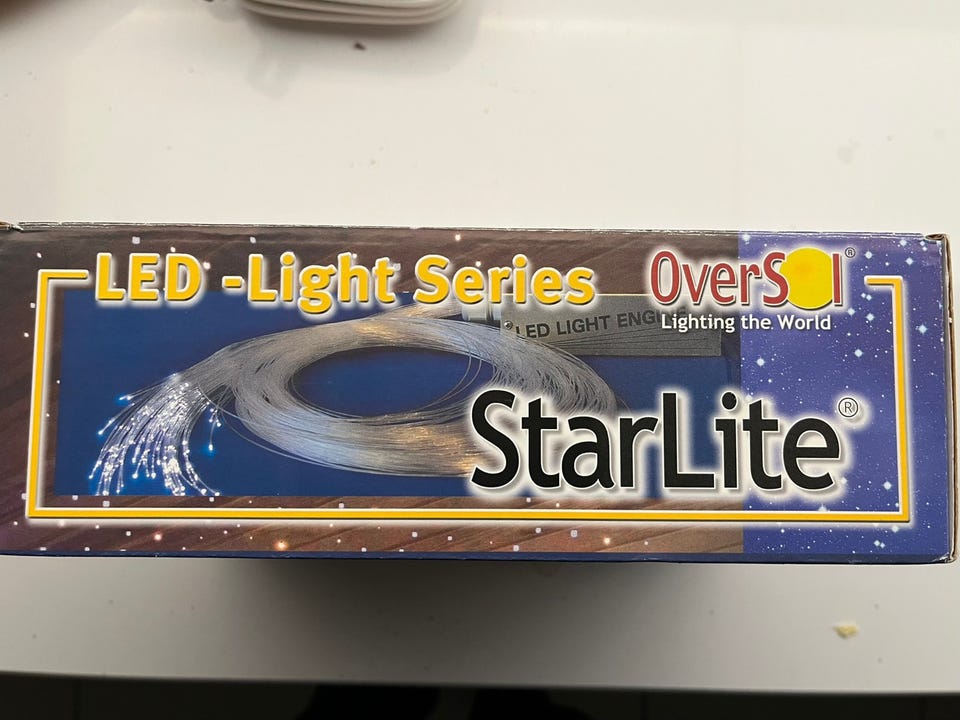 LED -Light Series
OverSol®
Lighting the World
LED LIGHT ENG
StarLite®